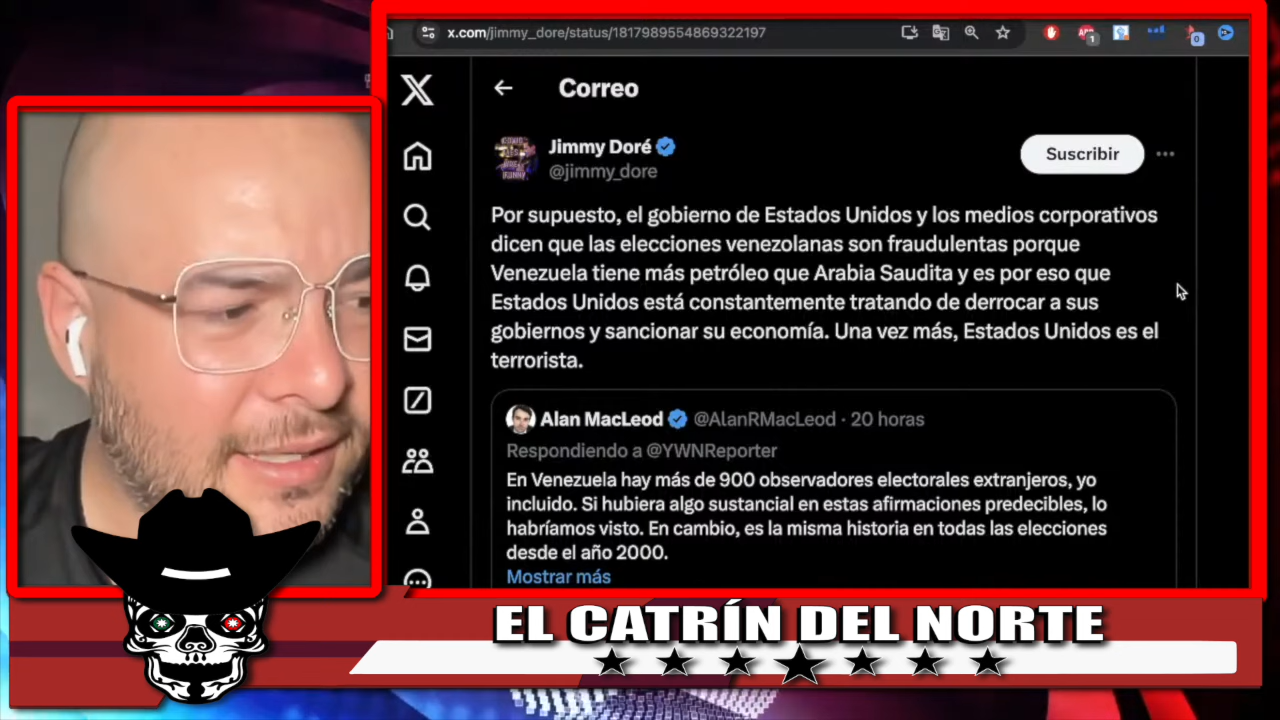 x.com/jimmy_dore/status/1817989554869322197
1
0
Correo
Jimmy Doré
@jimmy_dore
Suscribir
Por supuesto, el gobierno de Estados Unidos y los medios corporativos
dicen que las elecciones venezolanas son fraudulentas porque
Venezuela tiene más petróleo que Arabia Saudita y es por eso que
Estados Unidos está constantemente tratando de derrocar a sus
gobiernos y sancionar su economía. Una vez más, Estados Unidos es el
terrorista.
Alan MacLeod @AlanRMacLeod · 20 horas
Respondiendo a @YWNReporter
En Venezuela hay más de 900 observadores electorales extranjeros, yo
incluido. Si hubiera algo sustancial en estas afirmaciones predecibles, lo
habríamos visto. En cambio, es la misma historia en todas las elecciones
desde el año 2000.
Mostrar más
EL CATRÍN DEL NORTE